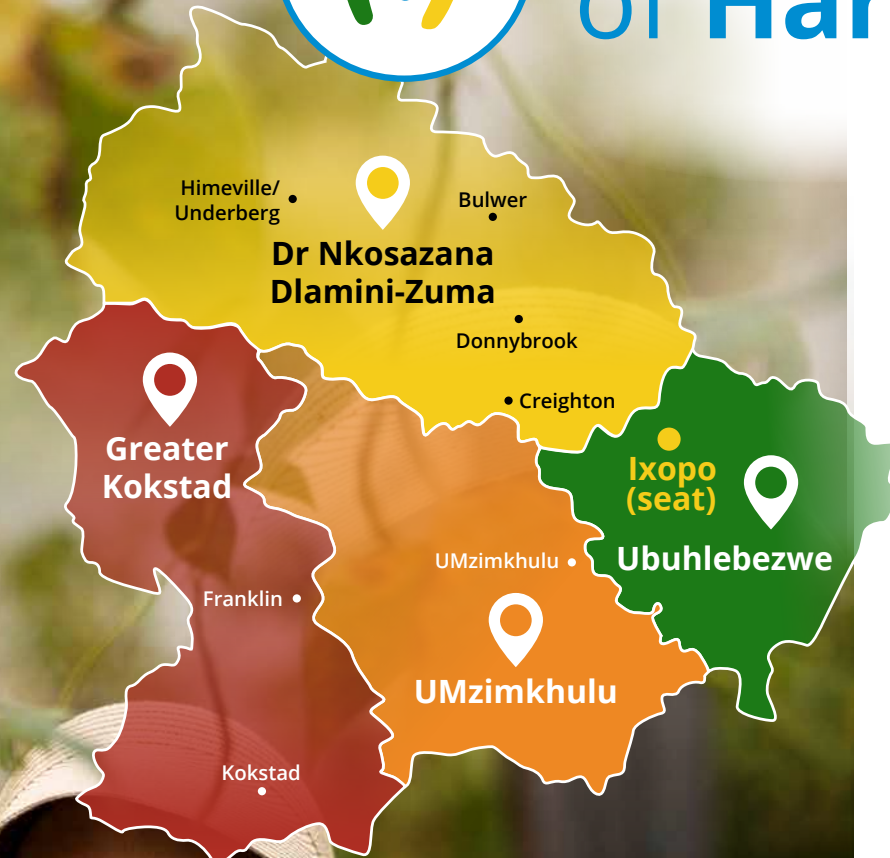 of Har
Himeville/
Underberg
Bulwer
Dr Nkosazana
Dlamini-Zuma
Donnybrook
Creighton
Greater
Kokstad
Ixopo
(seat)
UMzimkhulu
Ubuhlebezwe
Franklin
UMzimkhulu
Kokstad